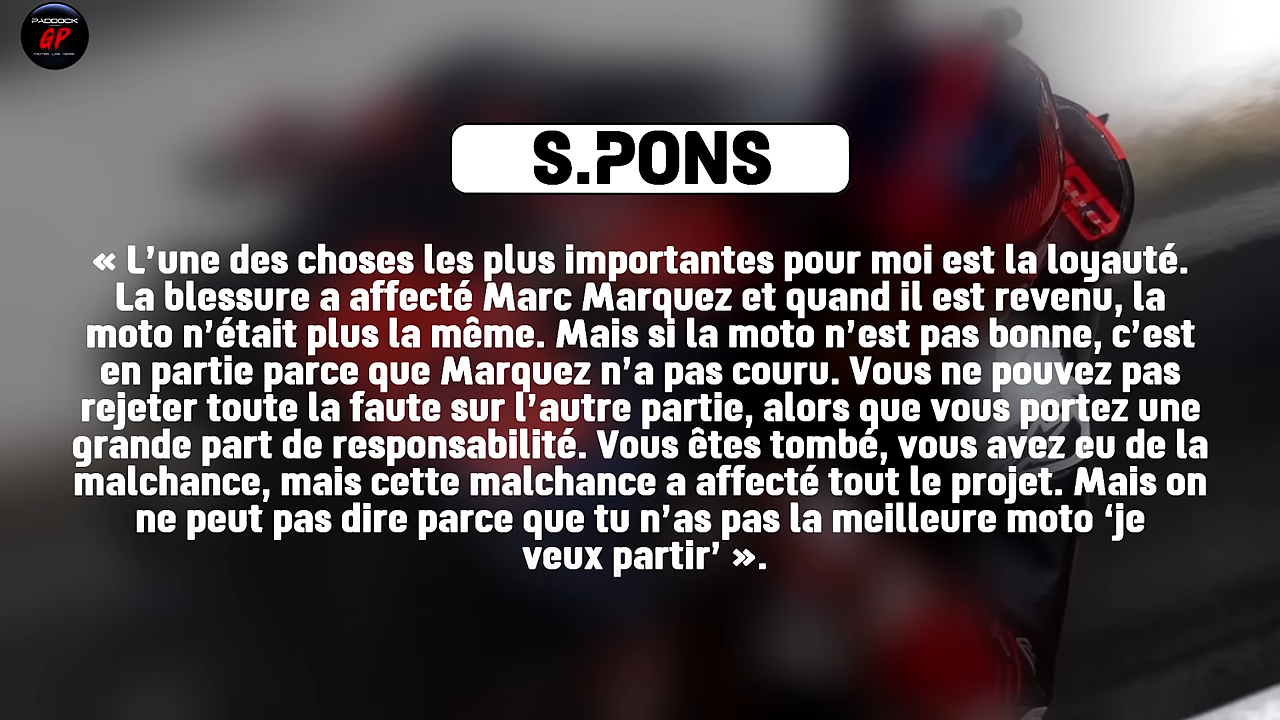 PADDOCK
GP
S.PONS
« L’une des choses les plus importantes pour moi est la loyauté.
La blessure a affecté Marc Marquez et quand il est revenu, la
moto n’était plus la même. Mais si la moto n’est pas bonne, c’est
en partie parce que Marquez n’a pas couru. Vous ne pouvez pas
rejeter toute la faute sur l’autre partie, alors que vous portez une
grande part de responsabilité. Vous êtes tombé, vous avez eu de la
malchance, mais cette malchance a affecté tout le projet. Mais on
ne peut pas dire parce que tu n’as pas la meilleure moto ‘je
veux partir’ ».